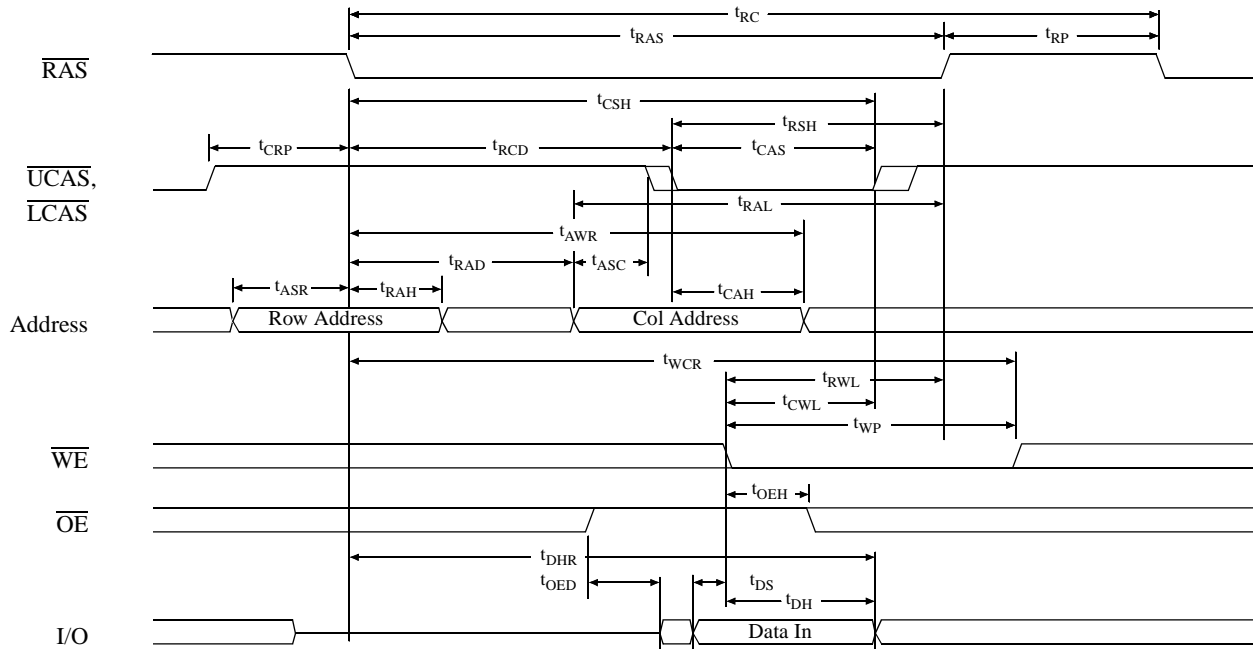 tRC
tRAS tRP
RAS
tCSH
tRSH
tCRP tRCD tCAS
UCAS,
LCAS
tRAL
tAWR
tRAD tASC
tASR tRAH tCAH
Address Row Address Col Address
tWCR
tRWL
tCWL
tWP
WE
tOEH
OE
tDHR
tOED tDS
tDH
I/O Data In